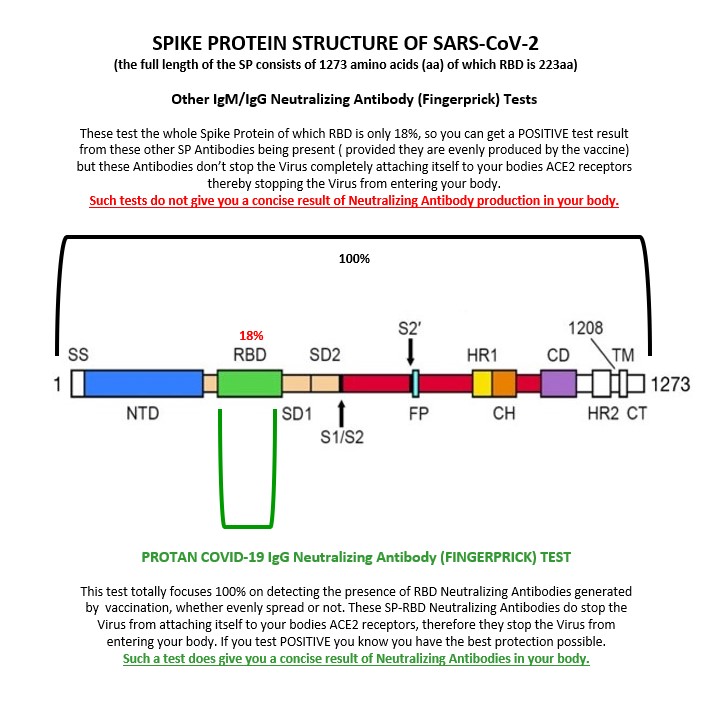 SPIKE PROTEIN STRUCTURE OF SARS-CoV-2
(the full length of the SP consists of 1273 amino acids (aa) of which RBD is 223aa)
Other IgM/IgG Neutralizing Antibody (Fingerprick) Tests
These test the whole Spike Protein of which RBD is only 18%, so you can get a POSITIVE test result
from these other SP Antibodies being present ( provided they are evenly produced by the vaccine)
but these Antibodies don't stop the Virus completely attaching itself to your bodies ACE2 receptors
thereby stopping the Virus from entering your body.
Such tests do not give you a concise result of Neutralizing Antibody production in your body.
100%
18%
S2′
1208
SS
RBD
SD2
HR1
CD
TM
1
1273
NTD
SD1
FP
CH
HR2
CT
S1/S2
PROTAN COVID-19 IgG Neutralizing Antibody (FINGERPRICK) TEST
This test totally focuses 100% on detecting the presence of RBD Neutralizing Antibodies generated
by  vaccination, whether evenly spread or not. These SP-RBD Neutralizing Antibodies do stop the
Virus from attaching itself to your bodies ACE2 receptors, therefore they stop the Virus from
entering your body. If you test POSITIVE you know you have the best protection possible.
Such a test does give you a concise result of Neutralizing Antibodies in your body.